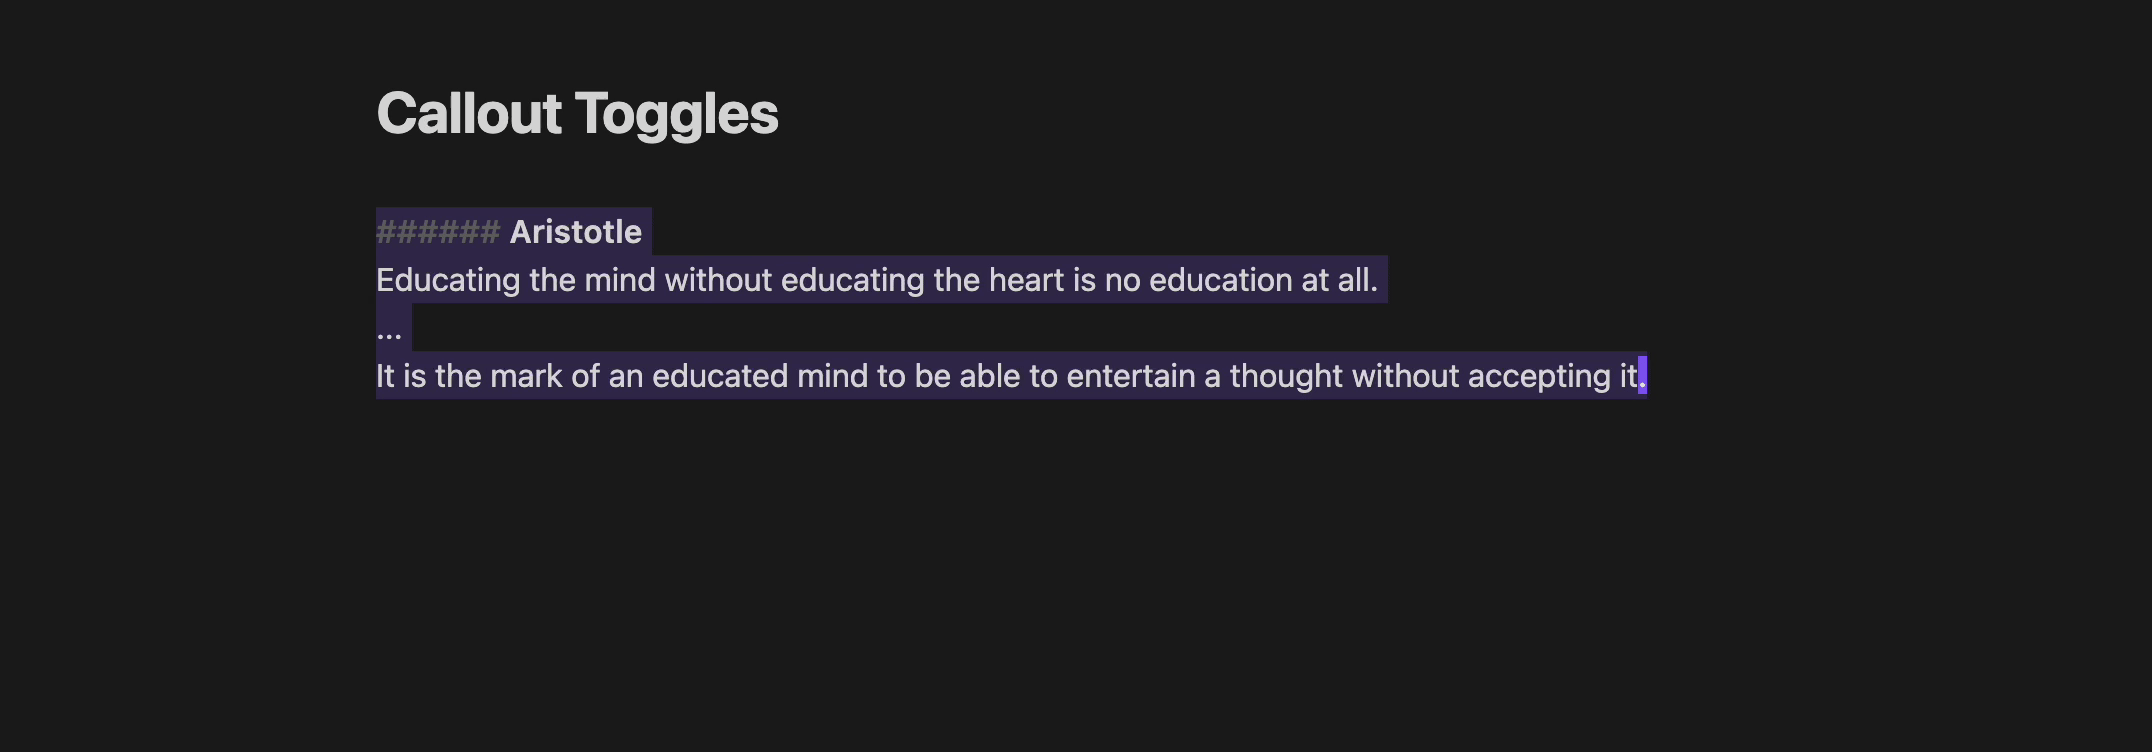 Callout Toggles
###### Aristotle
Educating the mind without educating the heart is no education at all.
...
It is the mark of an educated mind to be able to entertain a thought without accepting it.